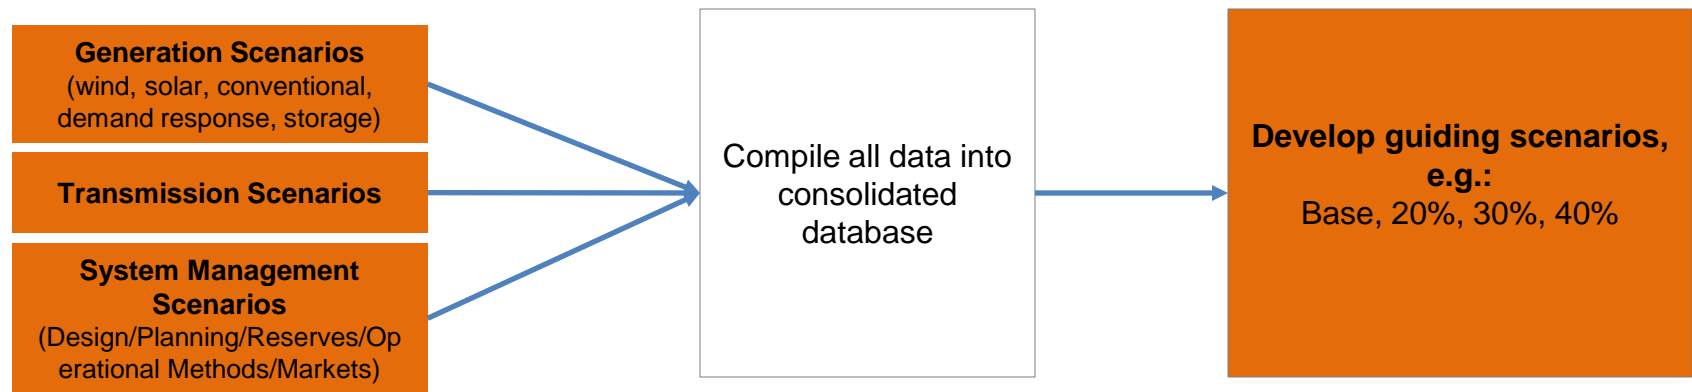 Generation Scenarios
(wind, solar, conventional,
demand response, storage)
Transmission Scenarios
System Management
Scenarios
(Design/Planning/Reserves/Op
erational Methods/Markets)
Compile all data into
consolidated
database
Develop guiding scenarios,
e.g.:
Base, 20%, 30%, 40%